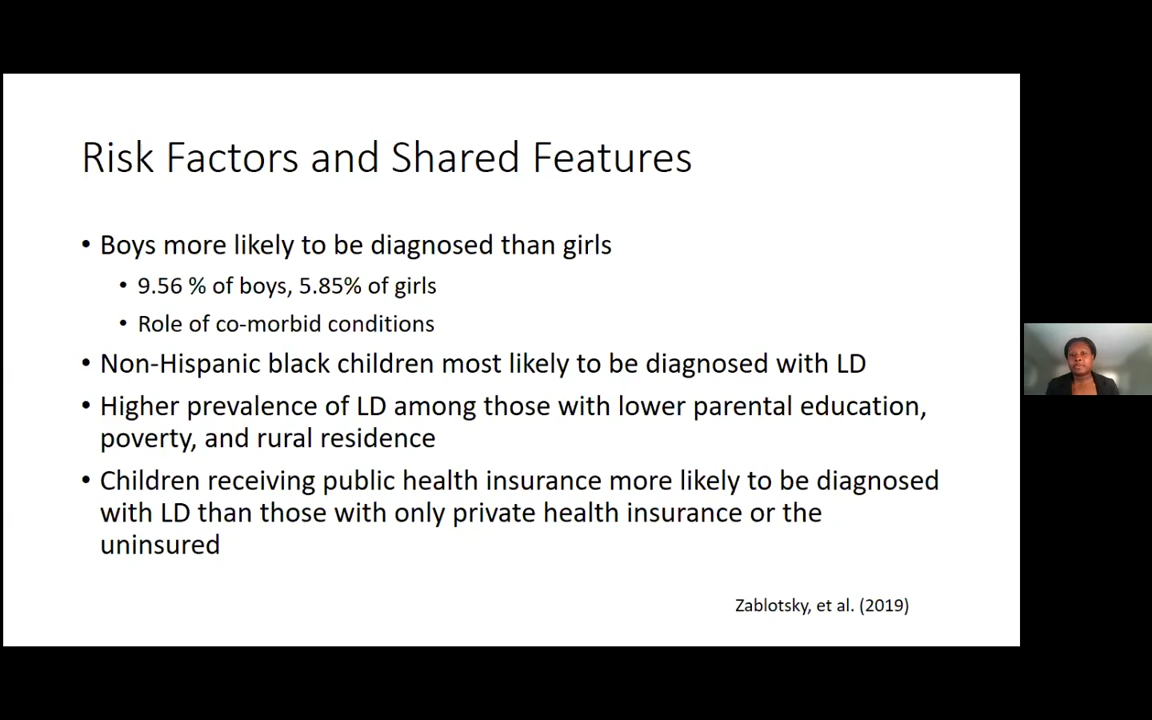 Risk Factors and Shared Features
• Boys more likely to be diagnosed than girls
• 9.56 % of boys, 5.85% of girls
• Role of co-morbid conditions
• Non-Hispanic black children most likely to be diagnosed with LD
• Higher prevalence of LD among those with lower parental education,
poverty, and rural residence
• Children receiving public health insurance more likely to be diagnosed
with LD than those with only private health insurance or the
uninsured
Zablotsky, et al. (2019)